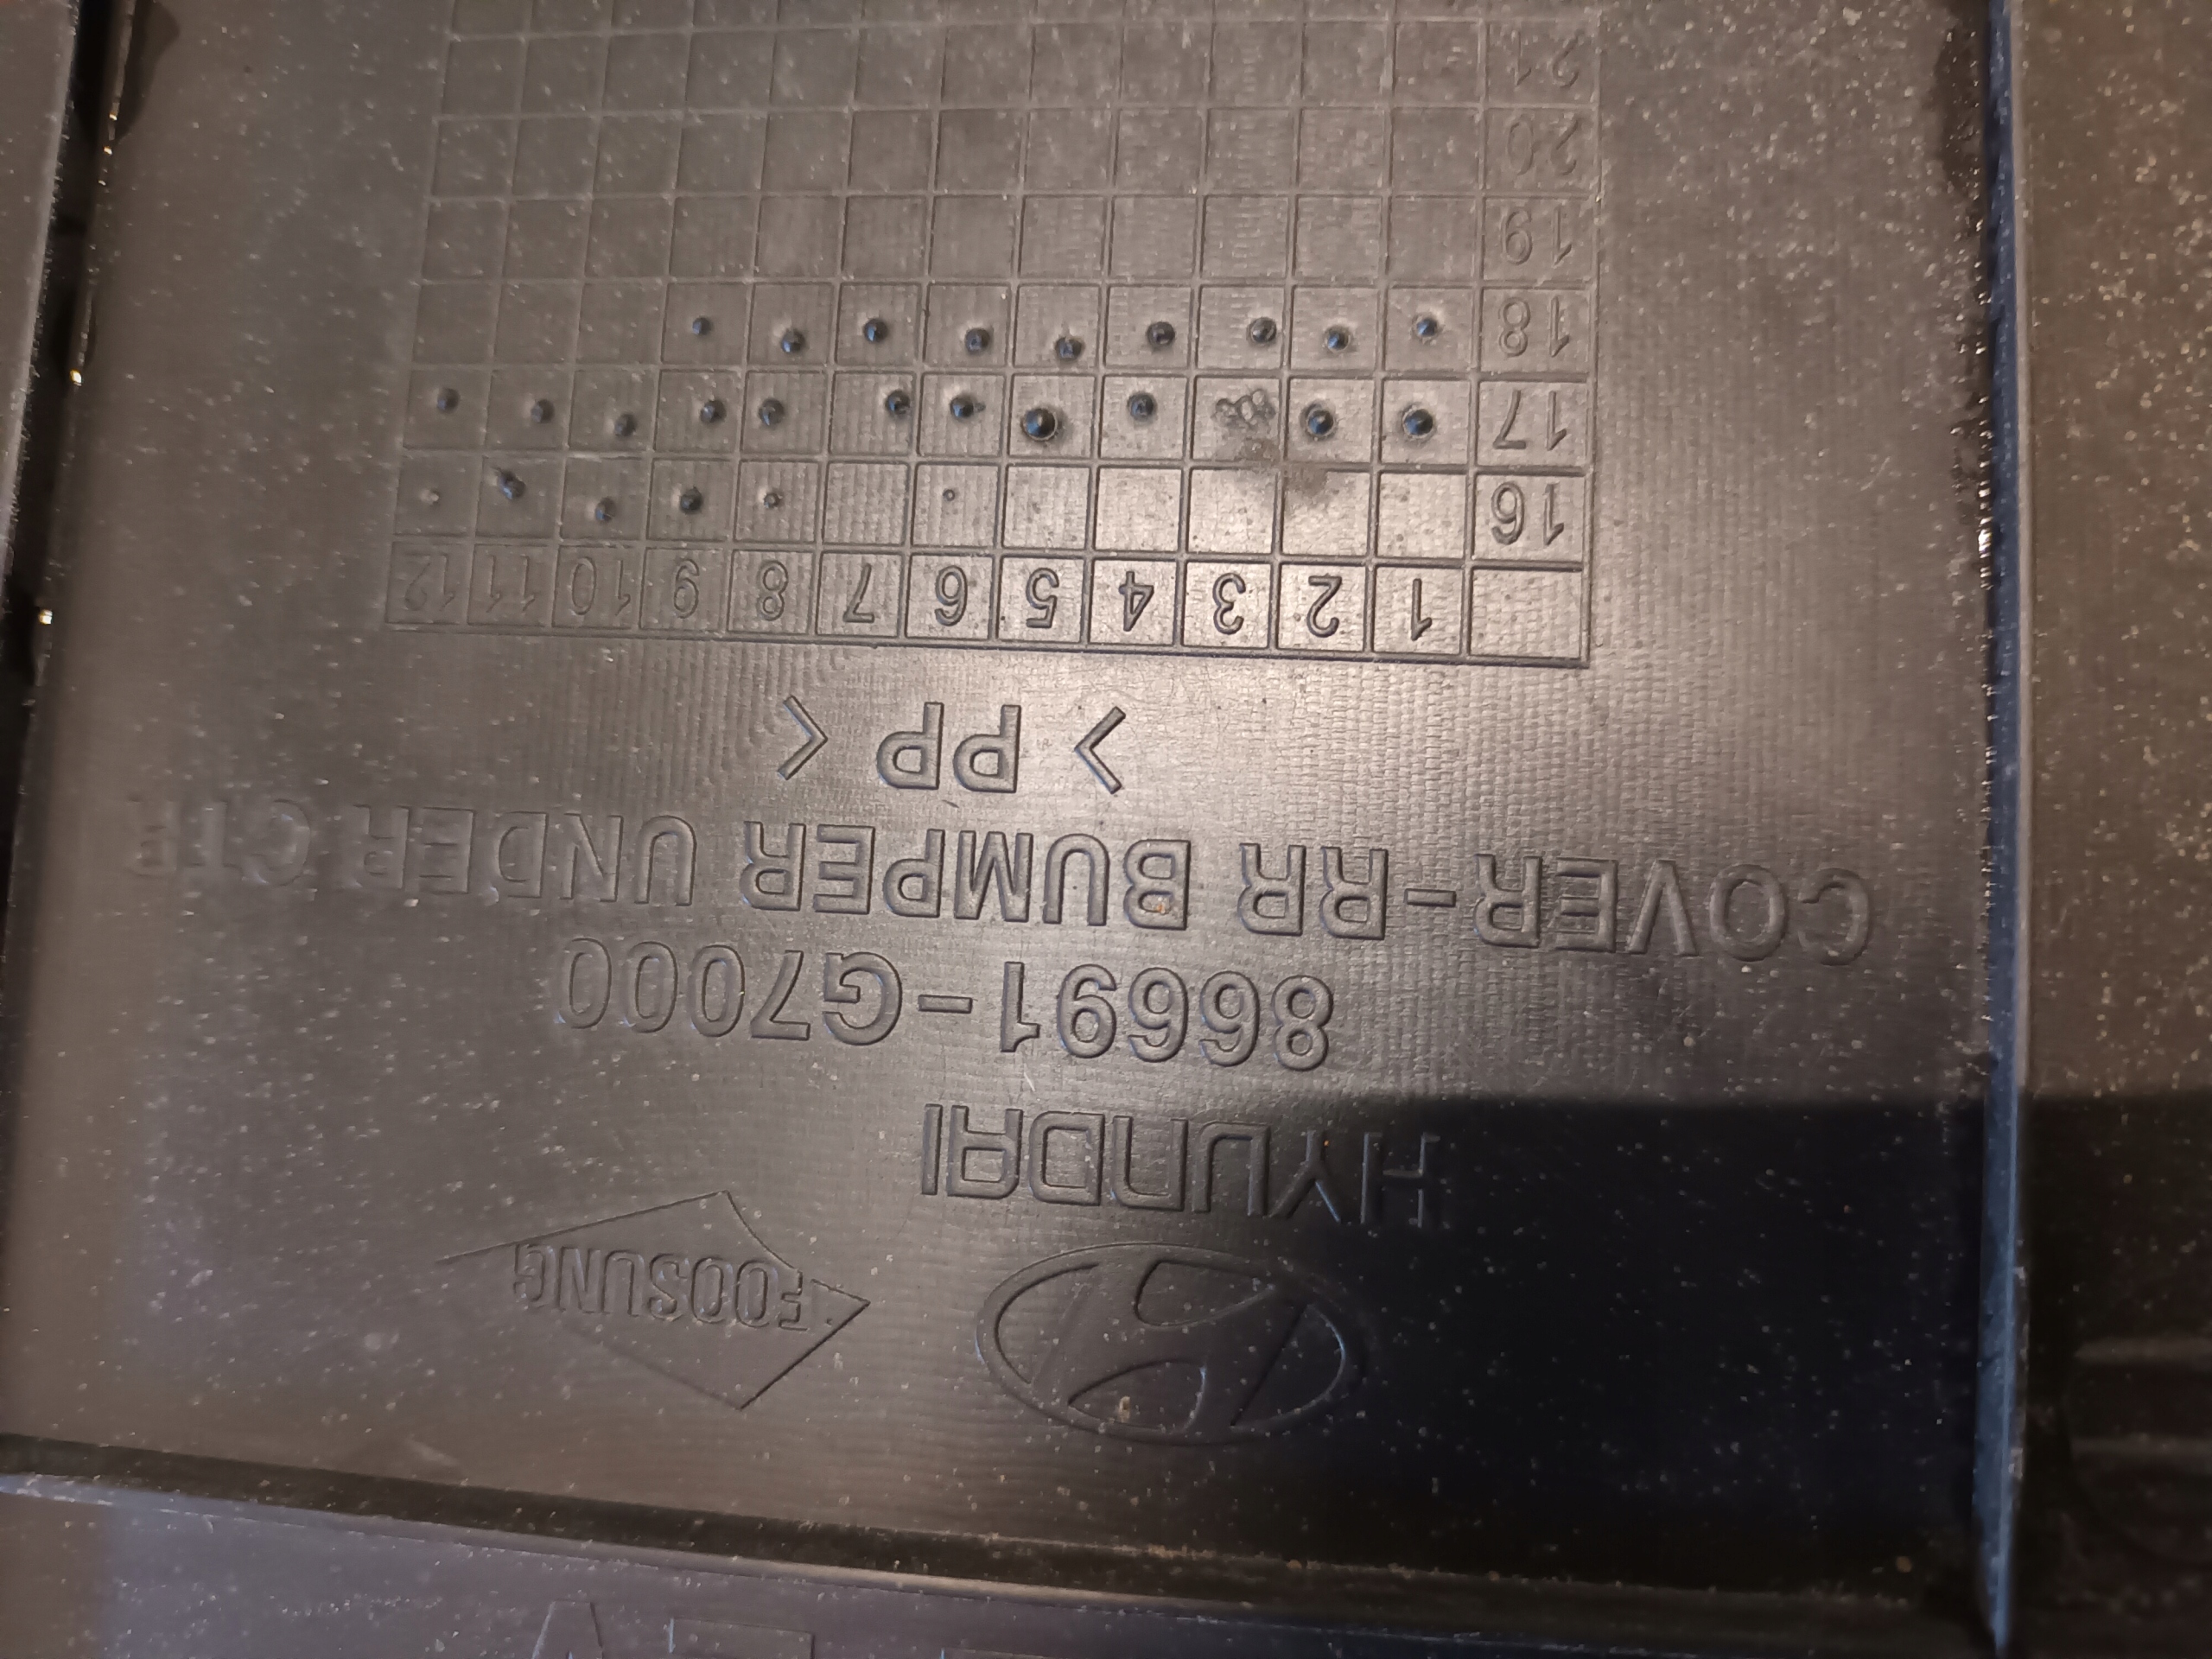 FOOSUNG
HYUNDAI
86691-G7000
COVER-RR BUMPER UNDER CTR
> PP <
1 2 3 4 5 6 7 8 9 10 11 12
16
17
18
19
20
21